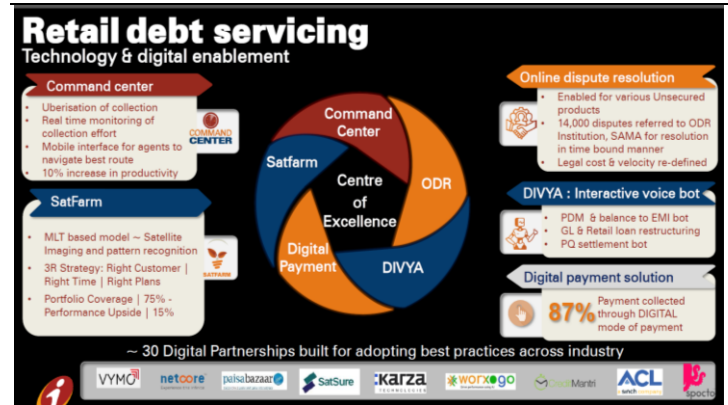 Retail debt servicing
Technology & digital enablement
Command center
• Uberisation of collection
• Real time monitoring of
collection effort
• Mobile interface for agents to
navigate best route
• 10% increase in productivity
COMMAND
CENTER
SatFarm
• MLT based model ~ Satellite
Imaging and pattern recognition
• 3R Strategy: Right Customer |
Right Time | Right Plans
• Portfolio Coverage | 75% -
Performance Upside | 15%
SATFARM
Command
Center
Satfarm
ODR
Centre
of
Excellence
Digital
Payment
DIVYA
Online dispute resolution
• Enabled for various Unsecured
products
• 14,000 disputes referred to ODR
Institution, SAMA for resolution
in time bound manner
• Legal cost & velocity re-defined
DIVYA : Interactive voice bot
• PDM & balance to EMI bot
• GL & Retail loan restructuring
• PQ settlement bot
Digital payment solution
87% Payment collected
through DIGITAL
mode of payment
~ 30 Digital Partnerships built for adopting best practices across industry
VYMO
netcore
paisabazaar
SatSure
KARZA
TECHNOLOGIES
worxogo
CreditMantri
ACL
spocto